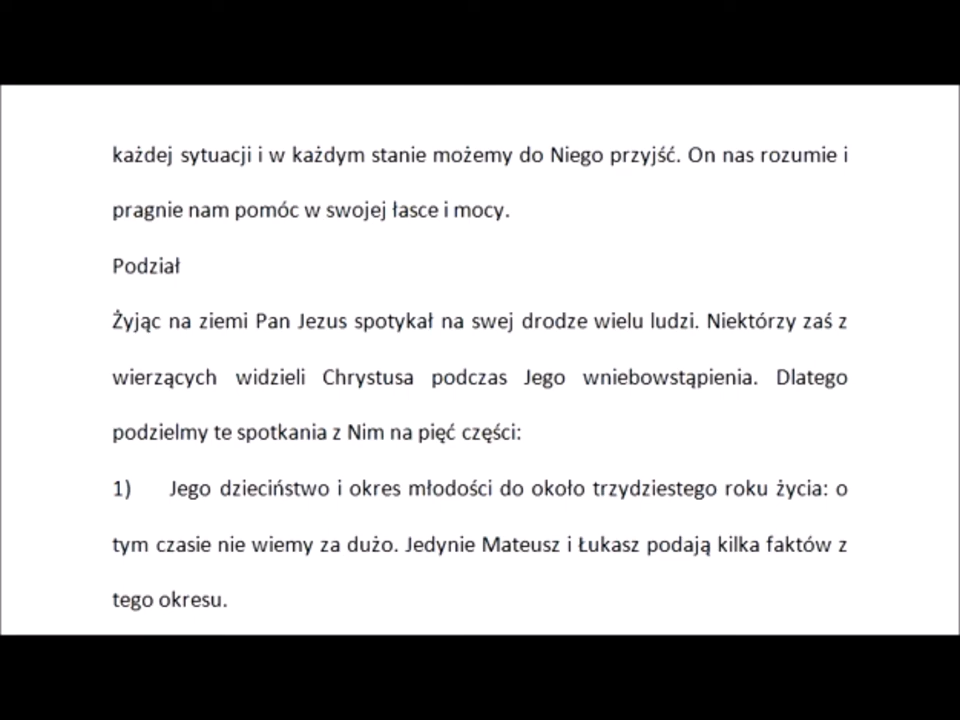 każdej sytuacji i w każdym stanie możemy do Niego przyjść. On nas rozumie i
pragnie nam pomóc w swojej łasce i mocy.
Podział
Żyjąc na ziemi Pan Jezus spotykał na swej drodze wielu ludzi. Niektórzy zaś z
wierzących widzieli Chrystusa podczas Jego wniebowstąpienia. Dlatego
podzielmy te spotkania z Nim na pięć części:
1) Jego dzieciństwo i okres młodości do około trzydziestego roku życia: o
tym czasie nie wiemy za dużo. Jedynie Mateusz i Łukasz podają kilka faktów z
tego okresu.